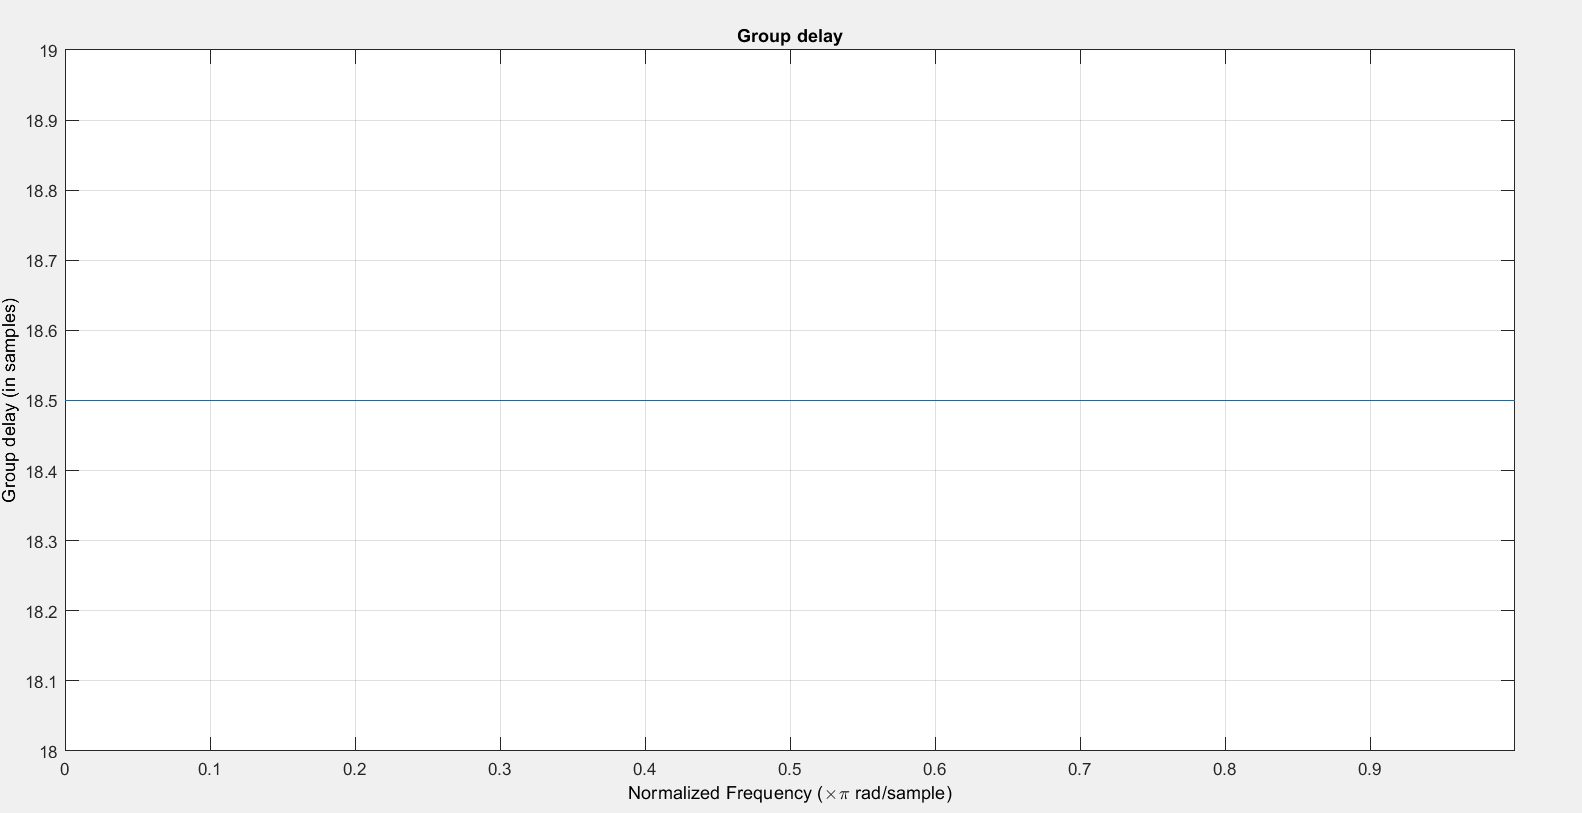 Group delay
19
18.9
18.8
18.7
18.6
18.5
18.4
18.3
18.2
18.1
18
Group delay (in samples)
0 0.1 0.2 0.3 0.4 0.5 0.6 0.7 0.8 0.9
Normalized Frequency (×π rad/sample)